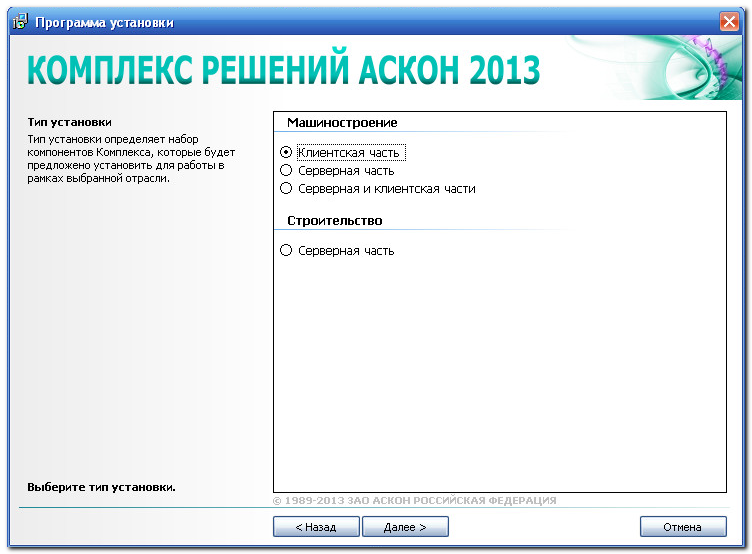 Программа установки
КОМПЛЕКС РЕШЕНИЙ АСКОН 2013
Тип установки
Тип установки определяет набор
компонентов Комплекса, которые будет
предложено установить для работы в
рамках выбранной отрасли.
Машиностроение
Клиентская часть
Серверная часть
Серверная и клиентская части
Строительство
Серверная часть
Выберите тип установки.
© 1989-2013 ЗАО АСКОН РОССИЙСКАЯ ФЕДЕРАЦИЯ
< Назад
Далее >
Отмена